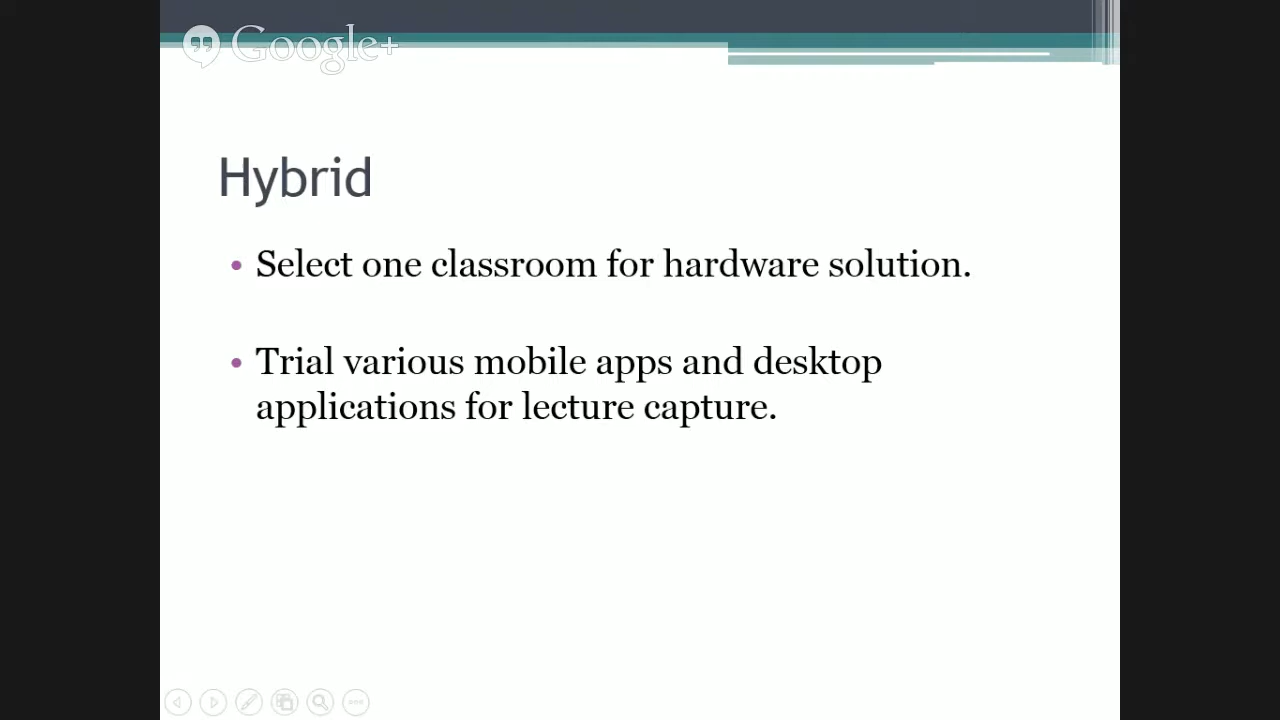 Google+
Hybrid
• Select one classroom for hardware solution.
• Trial various mobile apps and desktop
applications for lecture capture.